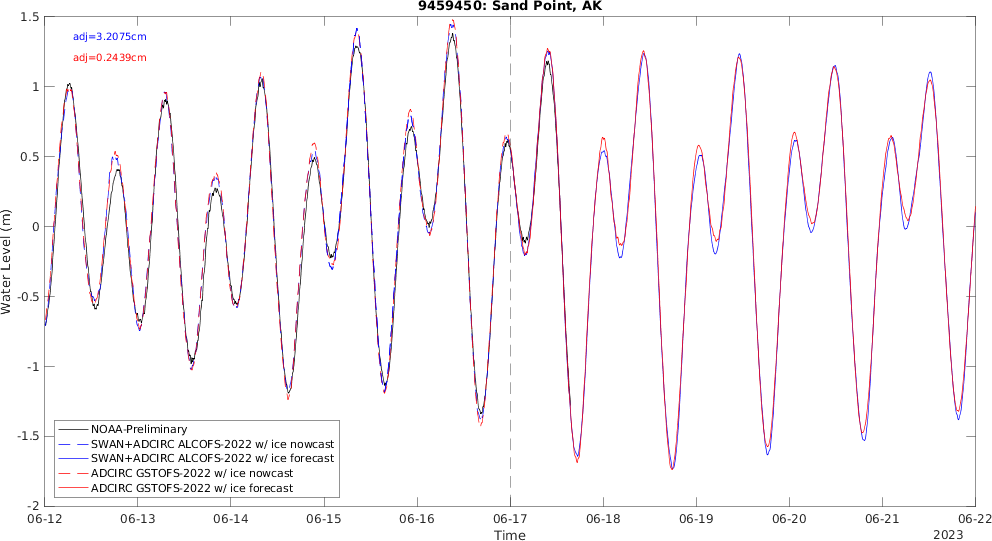 9459450: Sand Point, AK
adj=3.2075cm
adj=0.2439cm
Water Level (m)
1.5
1
0.5
0
-0.5
-1
-1.5
-2
NOAA-Preliminary
SWAN+ADCIRC ALCOFS-2022 w/ ice nowcast
SWAN+ADCIRC ALCOFS-2022 w/ ice forecast
ADCIRC GSTOFS-2022 w/ ice nowcast
ADCIRC GSTOFS-2022 w/ ice forecast
06-12 06-13 06-14 06-15 06-16 06-17 06-18 06-19 06-20 06-21 06-22
Time
2023